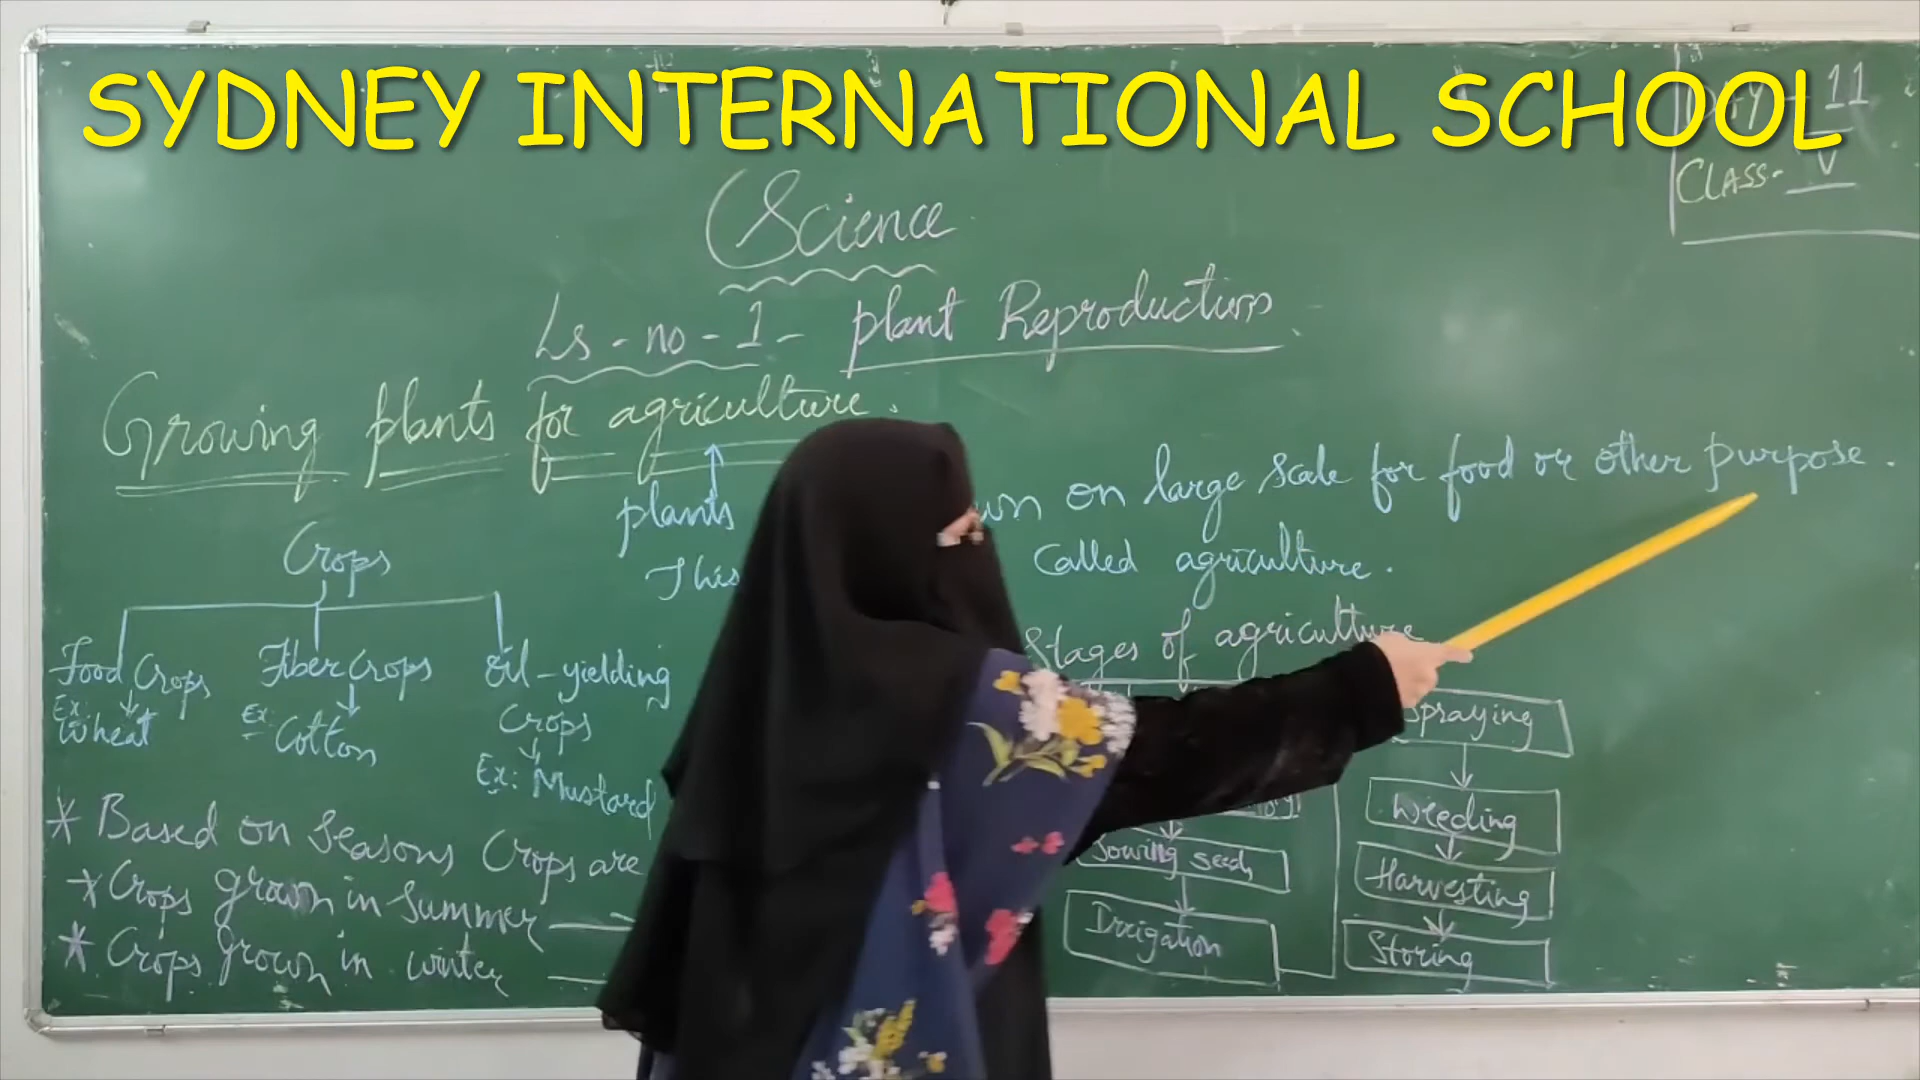 SYDNEY INTERNATIONAL SCHOOL
Day - 11
CLASS - V
Science
Ls - no - 1 - plant Reproduction
Growing plants for agriculture.
plants on large scale for food or other purpose.
This Called agriculture.
Crops
Food Crops
Ex:
Wheat
Fiber Crops
Ex:
Cotton
Oil - yielding
Crops
Ex: Mustard
* Based on Seasons Crops are
* Crops grown in Summer
* Crops grown in winter
Stages of agriculture
Sowing seeds
Irrigation
Spraying
Weeding
Harvesting
Storing